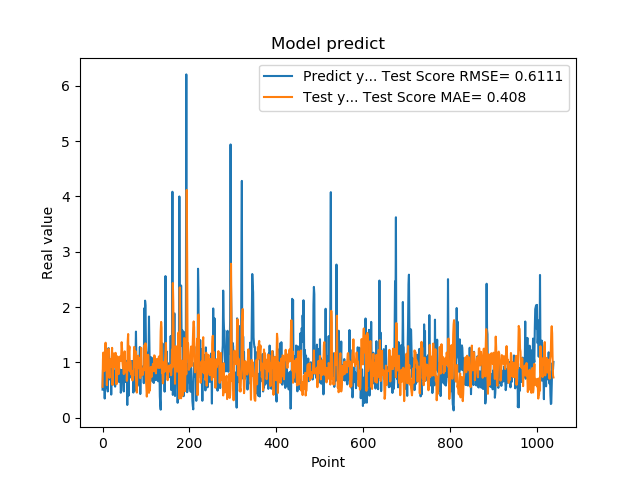 Model predict
Predict y... Test Score RMSE= 0.6111
Test y... Test Score MAE= 0.408
Real value
6
5
4
3
2
1
0
0 200 400 600 800 1000
Point